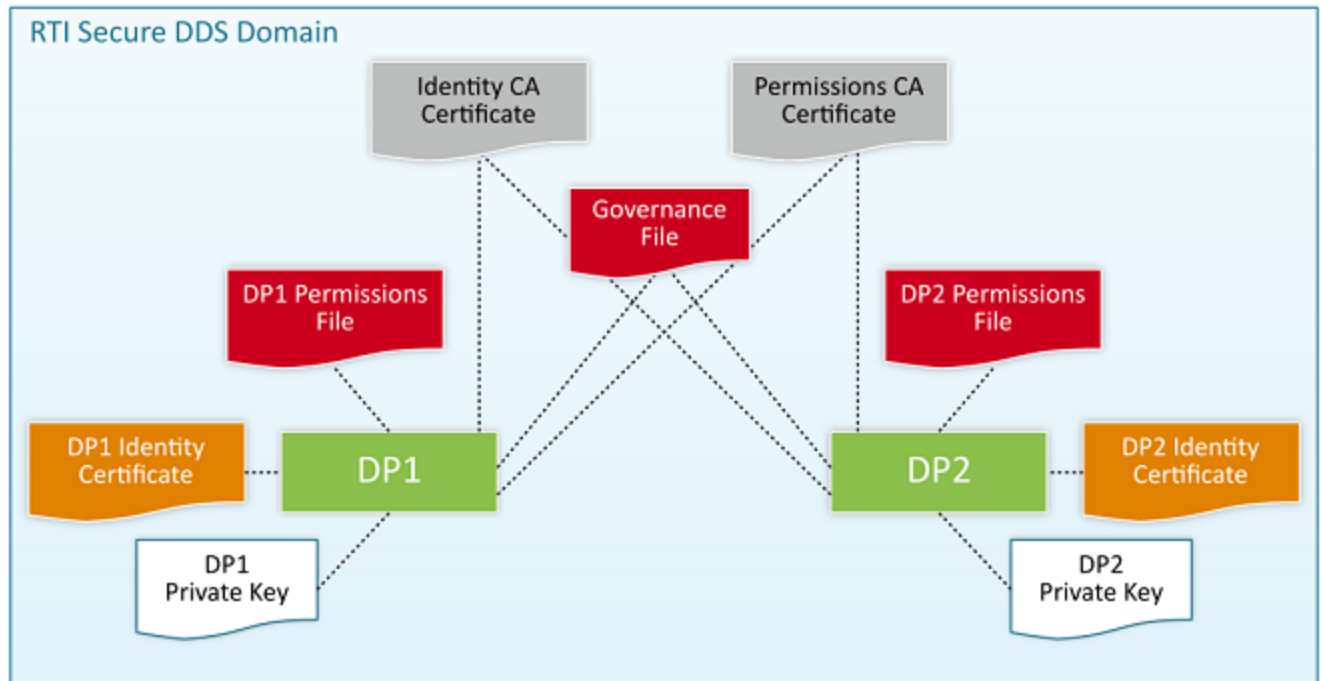 RTI Secure DDS Domain
Identity CA
Certificate
Permissions CA
Certificate
Governance
File
DP1 Permissions
File
DP2 Permissions
File
DP1 Identity
Certificate
DP1
DP2
DP2 Identity
Certificate
DP1
Private Key
DP2
Private Key